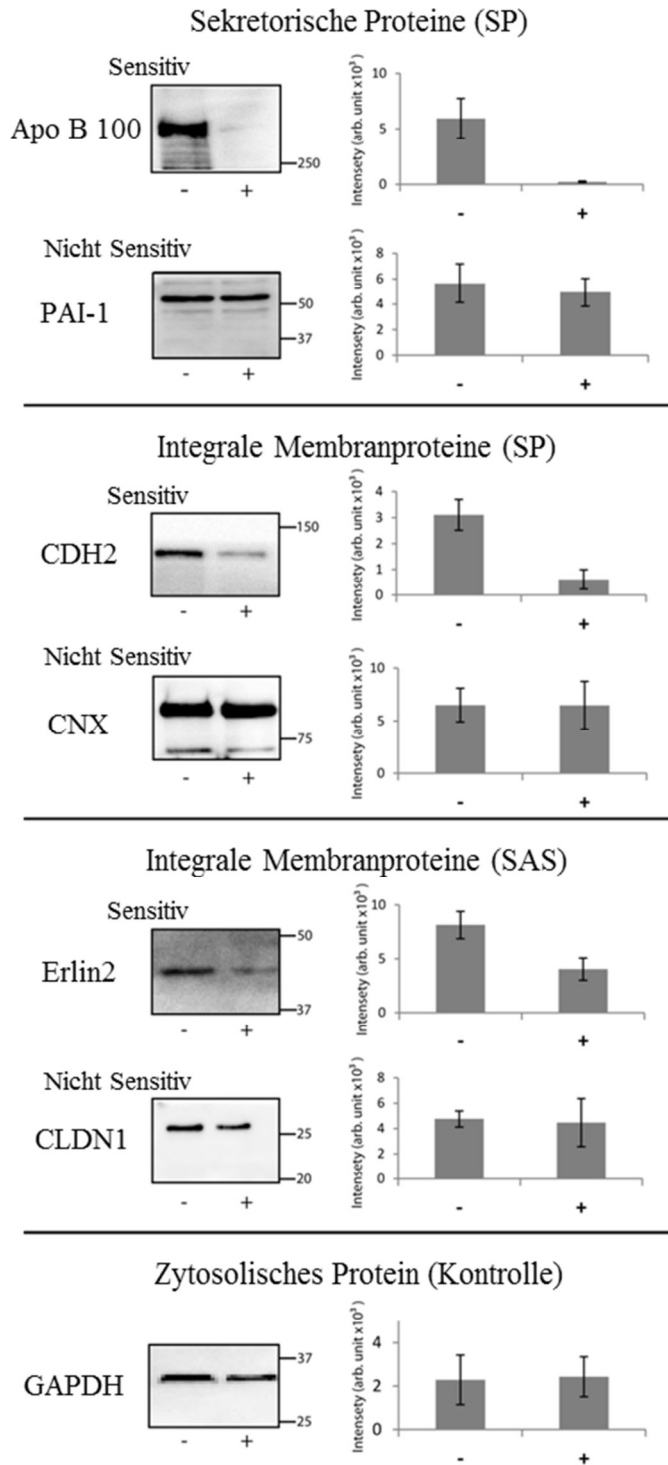 Sekretorische Proteine (SP)
Sensitiv
Apo B 100
250
- +
Intensety (arb. unit x10³)
10
5
0
- +
Nicht Sensitiv
PAI-1
50
37
- +
Intensety (arb. unit x10³)
8
6
4
2
0
- +
Integrale Membranproteine (SP)
Sensitiv
CDH2
150
- +
Intensety (arb. unit x10³)
4
3
2
1
0
- +
Nicht Sensitiv
CNX
75
- +
Intensety (arb. unit x10³)
10
5
0
- +
Integrale Membranproteine (SAS)
Sensitiv
Erlin2
50
37
- +
Intensety (arb. unit x10³)
10
5
0
- +
Nicht Sensitiv
CLDN1
25
20
- +
Intensety (arb. unit x10³)
8
6
4
2
0
- +
Zytosolisches Protein (Kontrolle)
GAPDH
37
25
- +
Intensety (arb. unit x10³)
4
2
0
- +